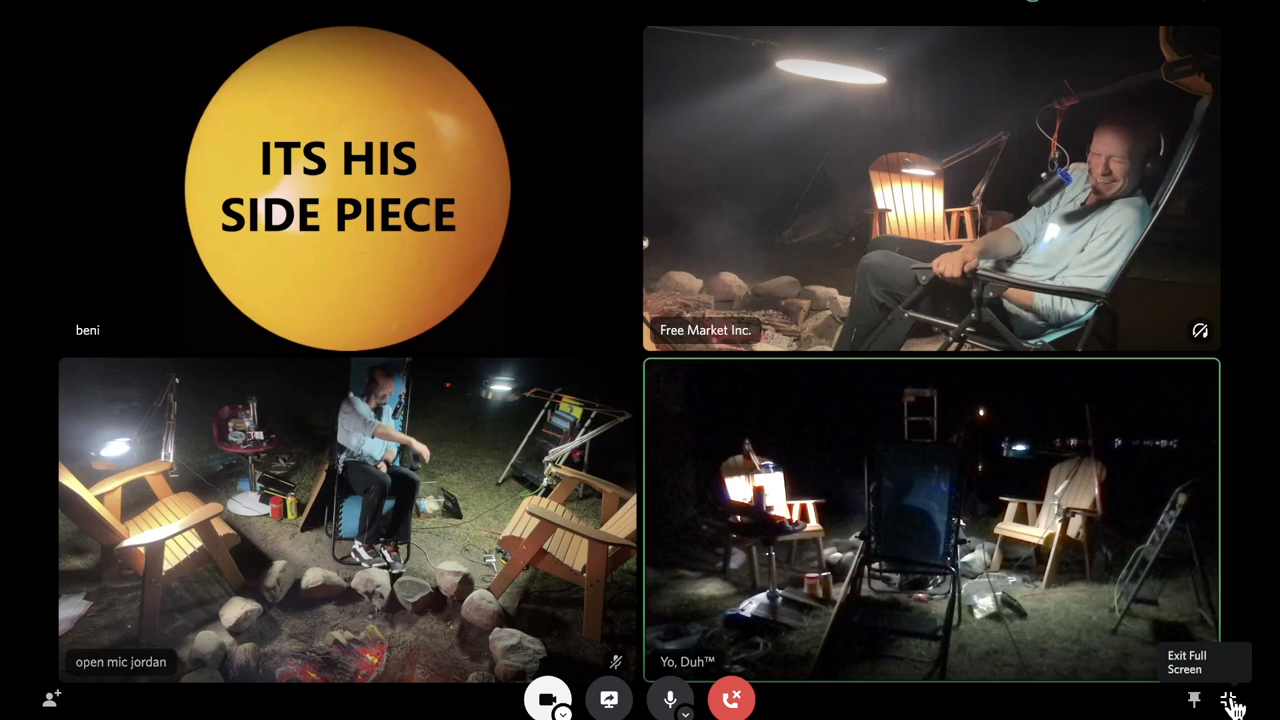 ITS HIS
SIDE PIECE
beni
Free Market Inc.
open mic jordan
Yo, Duh™
Exit Full
Screen